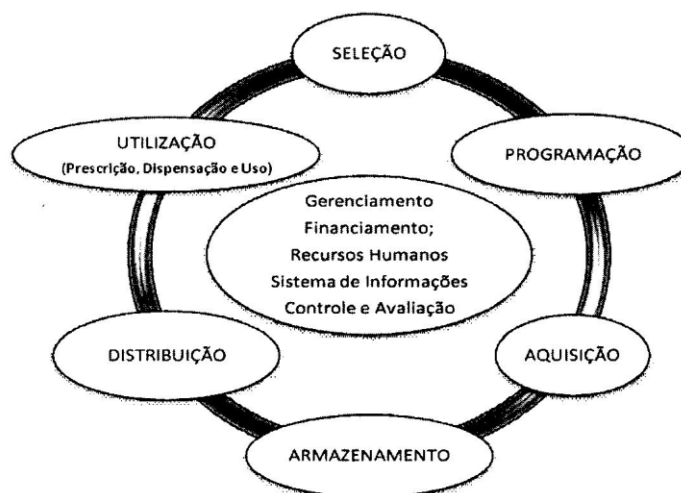 SELEÇÃO
UTILIZAÇÃO
(Prescrição, Dispensação e Uso)
PROGRAMAÇÃO
Gerenciamento
Financiamento;
Recursos Humanos
Sistema de Informações
Controle e Avaliação
DISTRIBUIÇÃO
AQUISIÇÃO
ARMAZENAMENTO